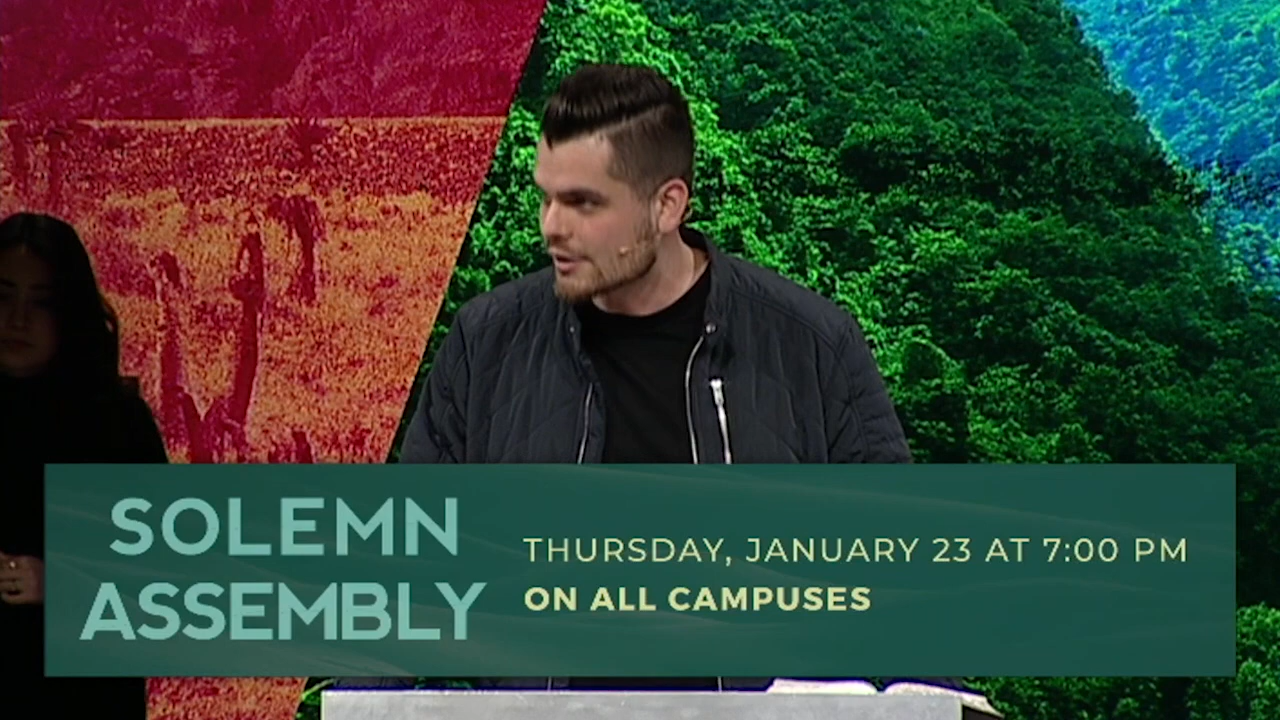 SOLEMN
ASSEMBLY
THURSDAY, JANUARY 23 AT 7:00 PM
ON ALL CAMPUSES